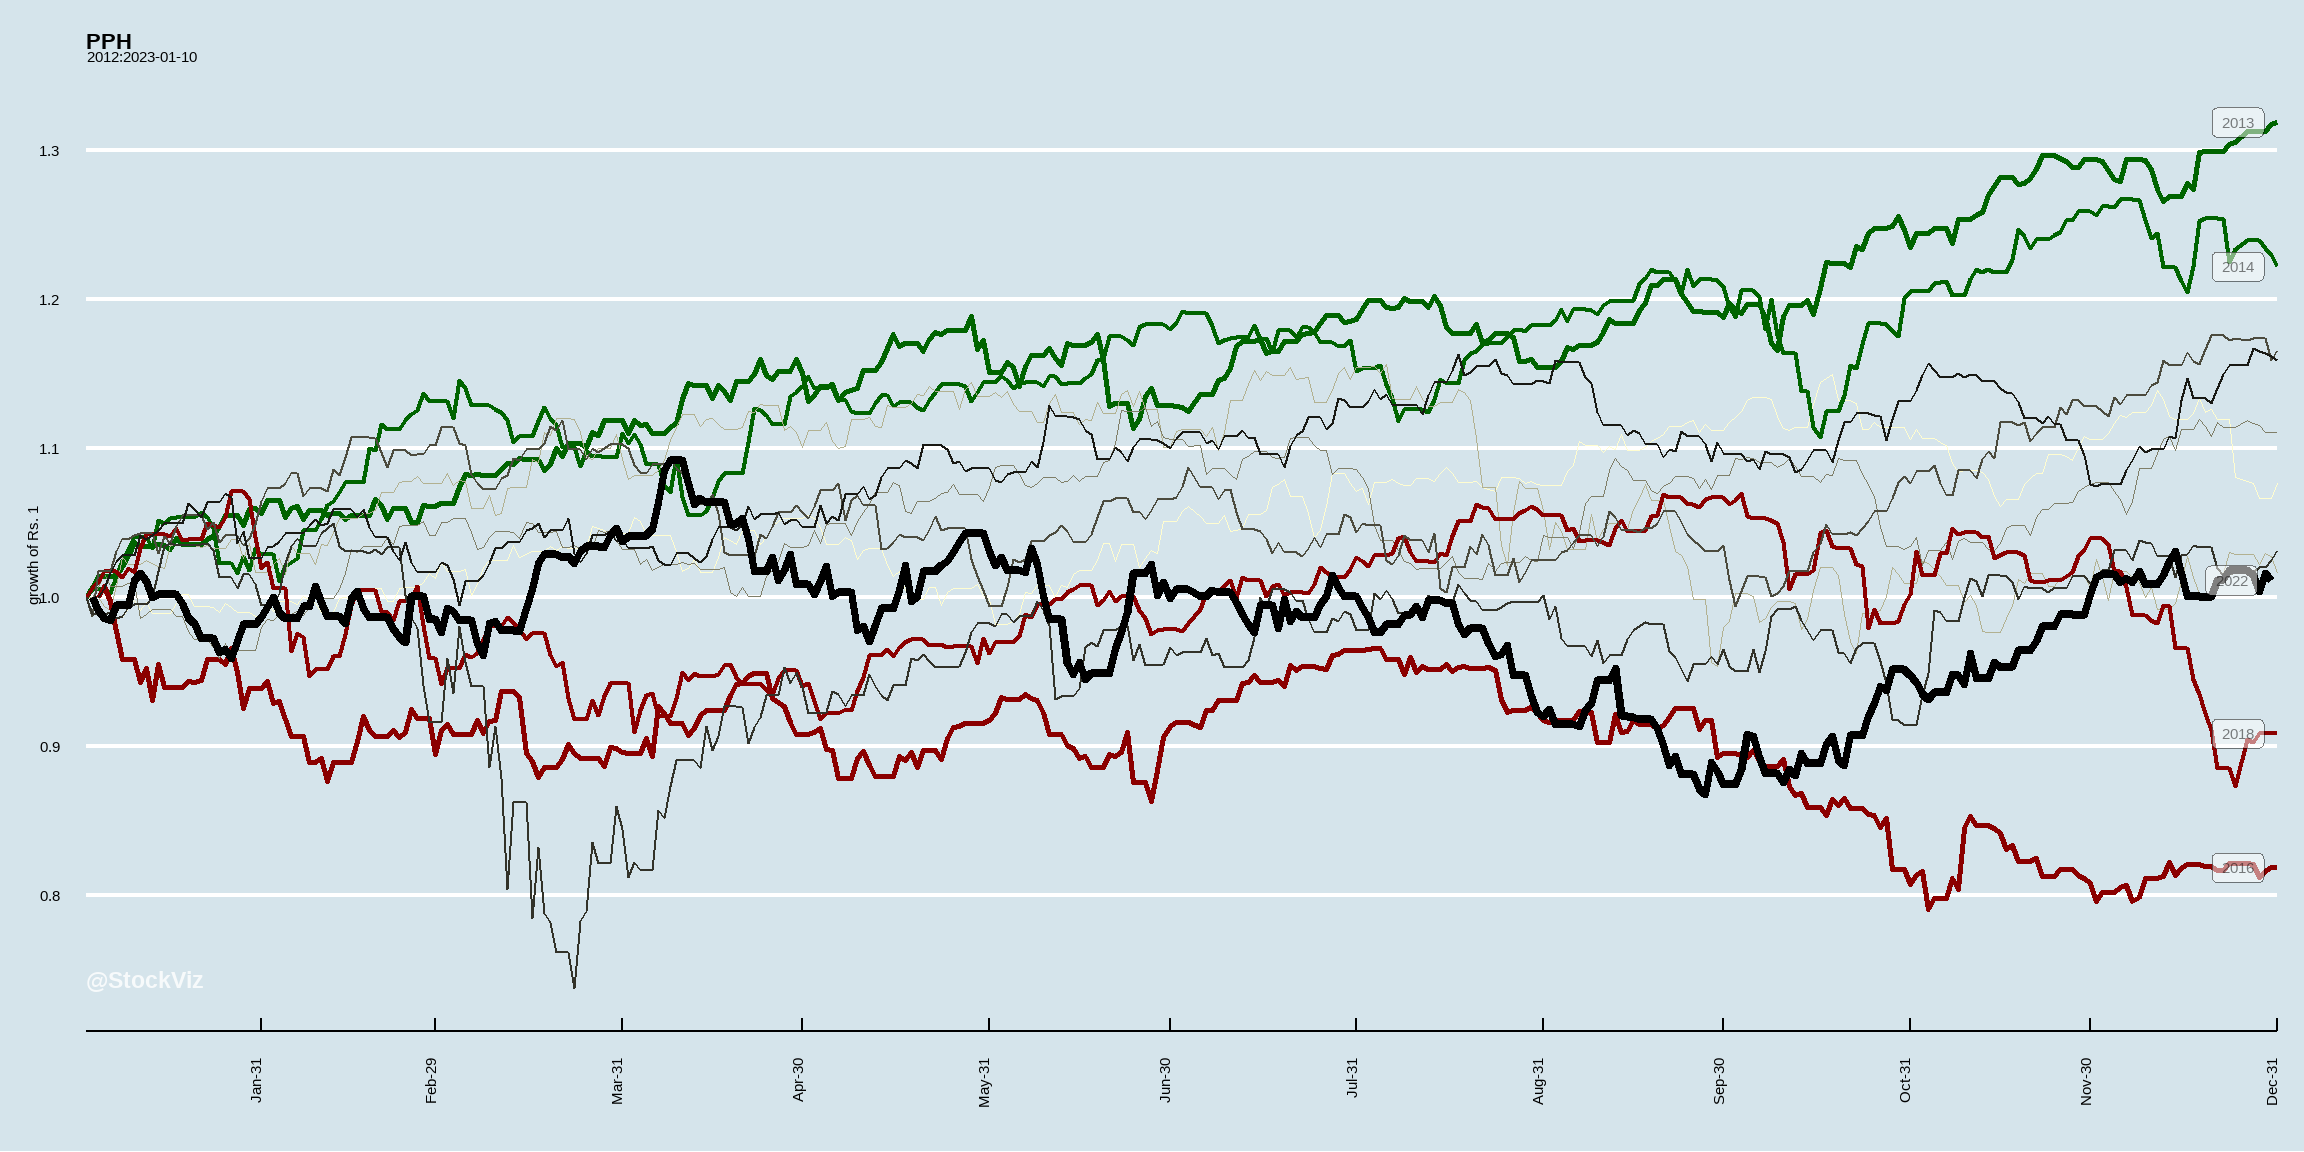 PPH
2012:2023-01-10
growth of Rs. 1
1.3
1.2
1.1
1.0
0.9
0.8
2013
2014
2022
2018
2016
@StockViz
Jan-31
Feb-29
Mar-31
Apr-30
May-31
Jun-30
Jul-31
Aug-31
Sep-30
Oct-31
Nov-30
Dec-31